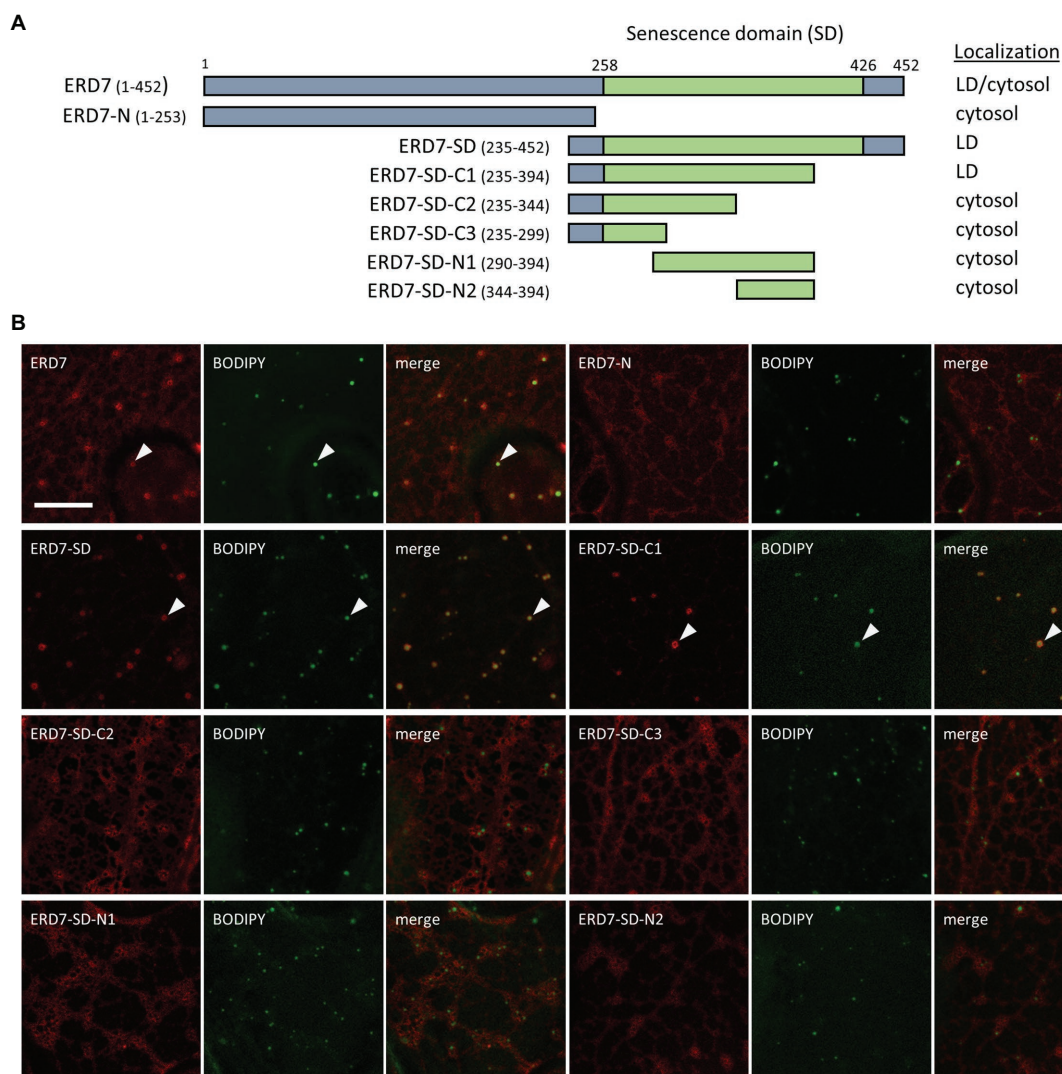 A
Senescence domain (SD)
Localization
1 258 426 452
ERD7 (1-452) LD/cytosol
ERD7-N (1-253) cytosol
ERD7-SD (235-452) LD
ERD7-SD-C1 (235-394) LD
ERD7-SD-C2 (235-344) cytosol
ERD7-SD-C3 (235-299) cytosol
ERD7-SD-N1 (290-394) cytosol
ERD7-SD-N2 (344-394) cytosol
B
ERD7 BODIPY merge ERD7-N BODIPY merge
ERD7-SD BODIPY merge ERD7-SD-C1 BODIPY merge
ERD7-SD-C2 BODIPY merge ERD7-SD-C3 BODIPY merge
ERD7-SD-N1 BODIPY merge ERD7-SD-N2 BODIPY merge